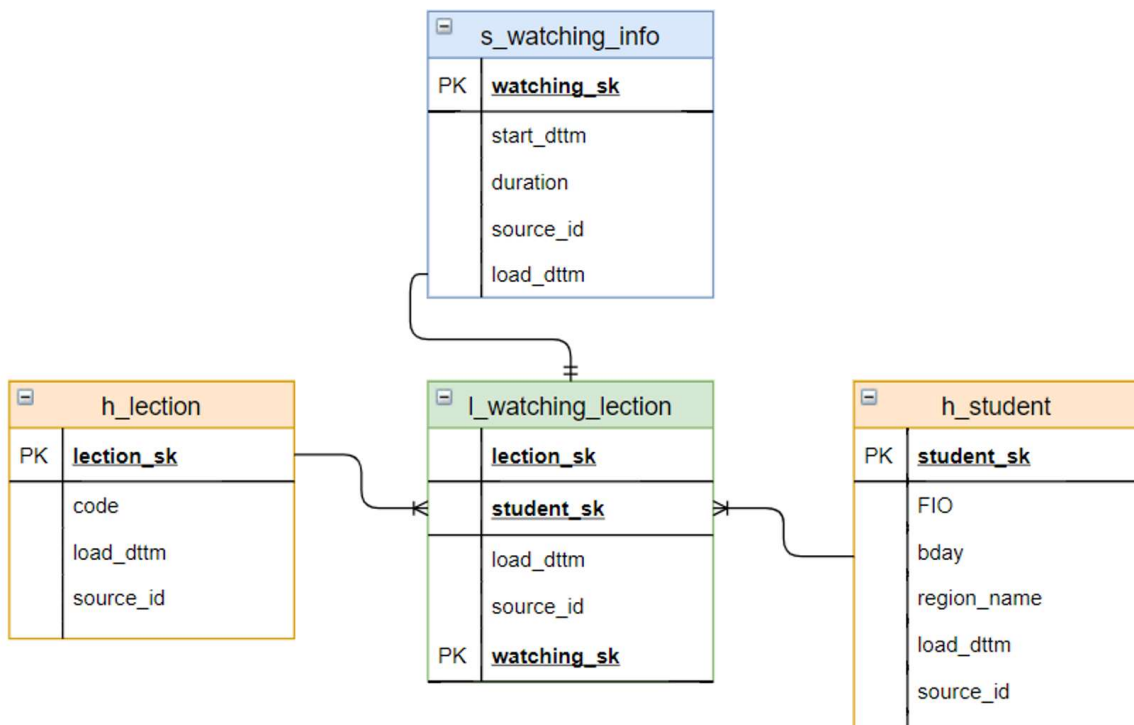 s_watching_info
PK watching_sk
start_dttm
duration
source_id
load_dttm
h_lection
PK lection_sk
code
load_dttm
source_id
l_watching_lection
lection_sk
student_sk
load_dttm
source_id
PK watching_sk
h_student
PK student_sk
FIO
bday
region_name
load_dttm
source_id